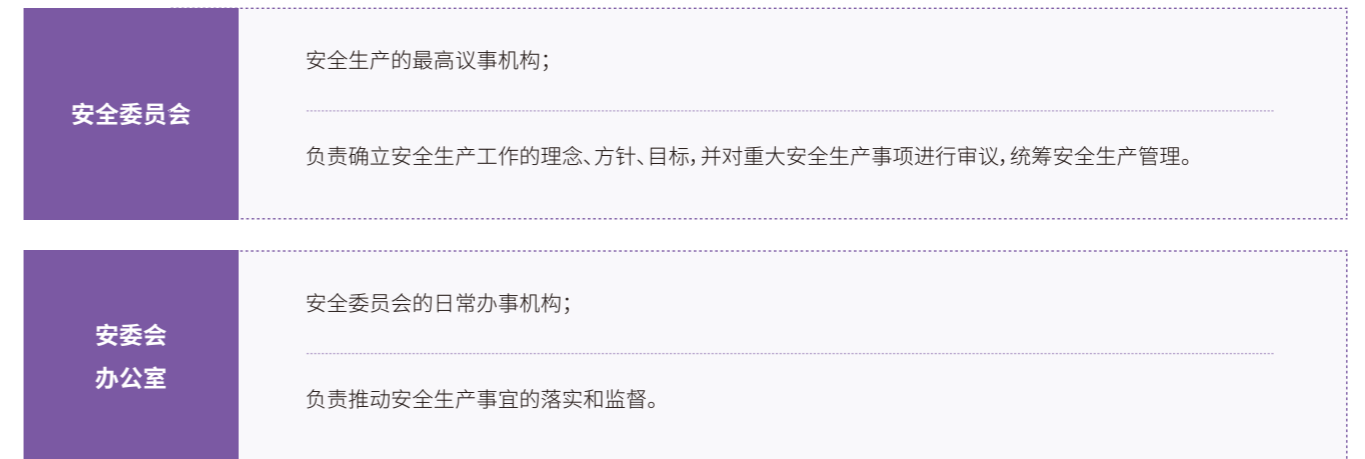 安全委员会
安全生产的最高议事机构；
负责确立安全生产工作的理念、方针、目标，并对重大安全生产事项进行审议，统筹安全生产管理。
安委会
办公室
安全委员会的日常办事机构；
负责推动安全生产事宜的落实和监督。